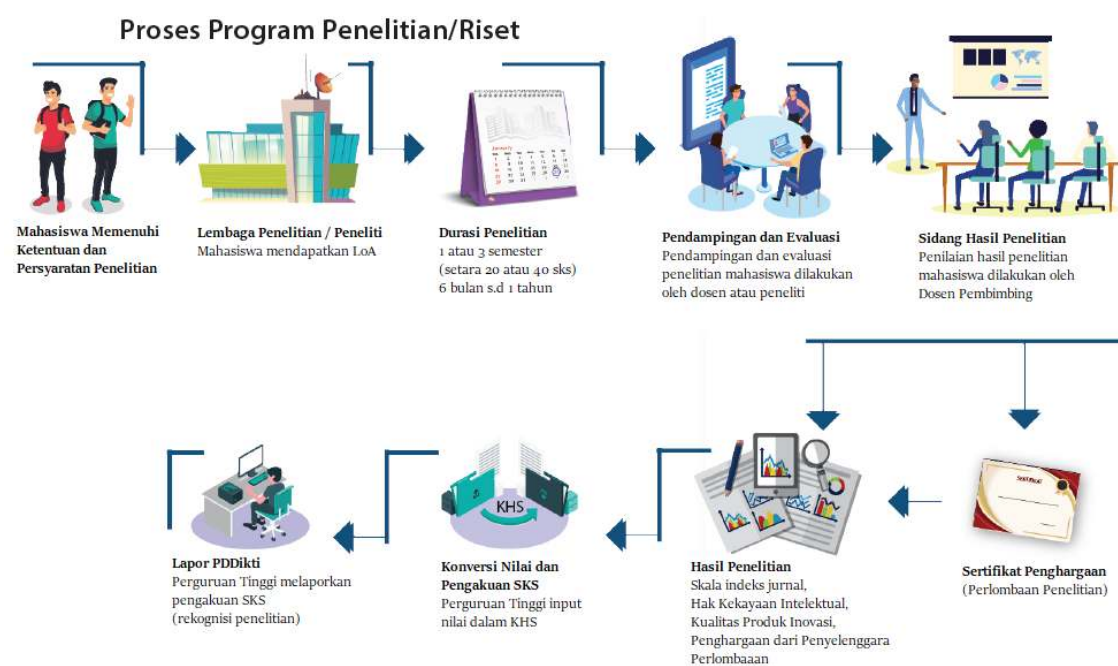 Proses Program Penelitian/Riset
Mahasiswa Memenuhi
Ketentuan dan
Persyaratan Penelitian
Lembaga Penelitian / Peneliti
Mahasiswa mendapatkan LoA
January
Durasi Penelitian
1 atau 3 semester
(setara 20 atau 40 sks)
6 bulan s.d 1 tahun
Pendampingan dan Evaluasi
Pendampingan dan evaluasi
penelitian mahasiswa dilakukan
oleh dosen atau peneliti
Sidang Hasil Penelitian
Penilaian hasil penelitian
mahasiswa dilakukan oleh
Dosen Pembimbing
Lapor PDDikti
Perguruan Tinggi melaporkan
pengakuan SKS
(rekognisi penelitian)
KHS
Konversi Nilai dan
Pengakuan SKS
Perguruan Tinggi input
nilai dalam KHS
Hasil Penelitian
Skala indeks jurnal,
Hak Kekayaan Intelektual,
Kualitas Produk Inovasi,
Penghargaan dari Penyelenggara
Perlombaaan
Sertifikat Penghargaan
(Perlombaan Penelitian)